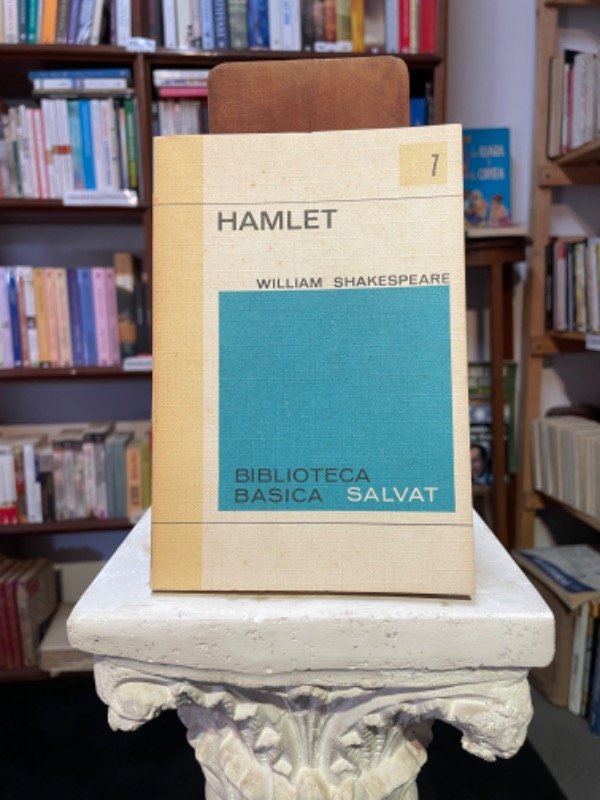 7
HAMLET
WILLIAM SHAKESPEARE
BIBLIOTECA
BASICA SALVAT